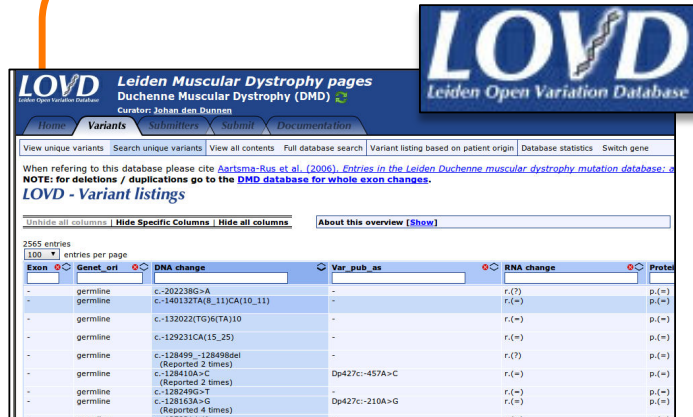 LOVD
Leiden Open Variation Database
LOVD
Leiden Open Variation Database
Leiden Muscular Dystrophy pages
Duchenne Muscular Dystrophy (DMD)
Curator: Johan den Dunnen
Home Variants Submitters Submit Documentation
View unique variants Search unique variants View all contents Full database search Variant listing based on patient origin Database statistics Switch gene
When refering to this database please cite Aartsma-Rus et al. (2006). Entries in the Leiden Duchenne muscular dystrophy mutation database: a
NOTE: for deletions / duplications go to the DMD database for whole exon changes.
LOVD - Variant listings
Unhide all columns | Hide Specific Columns | Hide all columns
About this overview [Show]
2565 entries
100 entries per page
Exon Genet_ori DNA change Var_pub_as RNA change Protei
- germline c.-202238G>A - r.(?) p.(=)
- germline c.-140132TA(8_11)CA(10_11) - r.(=) p.(=)
- germline c.-132022(TG)6(TA)10 - r.(=) p.(=)
- germline c.-129231CA(15_25) - r.(=) p.(=)
- germline c.-128499_-128498del - r.(?) p.(=)
(Reported 2 times)
- germline c.-128410A>C Dp427c:-457A>C r.(=) p.(=)
(Reported 2 times)
- germline c.-128249G>T - r.(=) p.(=)
- germline c.-128163A>G Dp427c:-210A>G r.(=) p.(=)
(Reported 4 times)